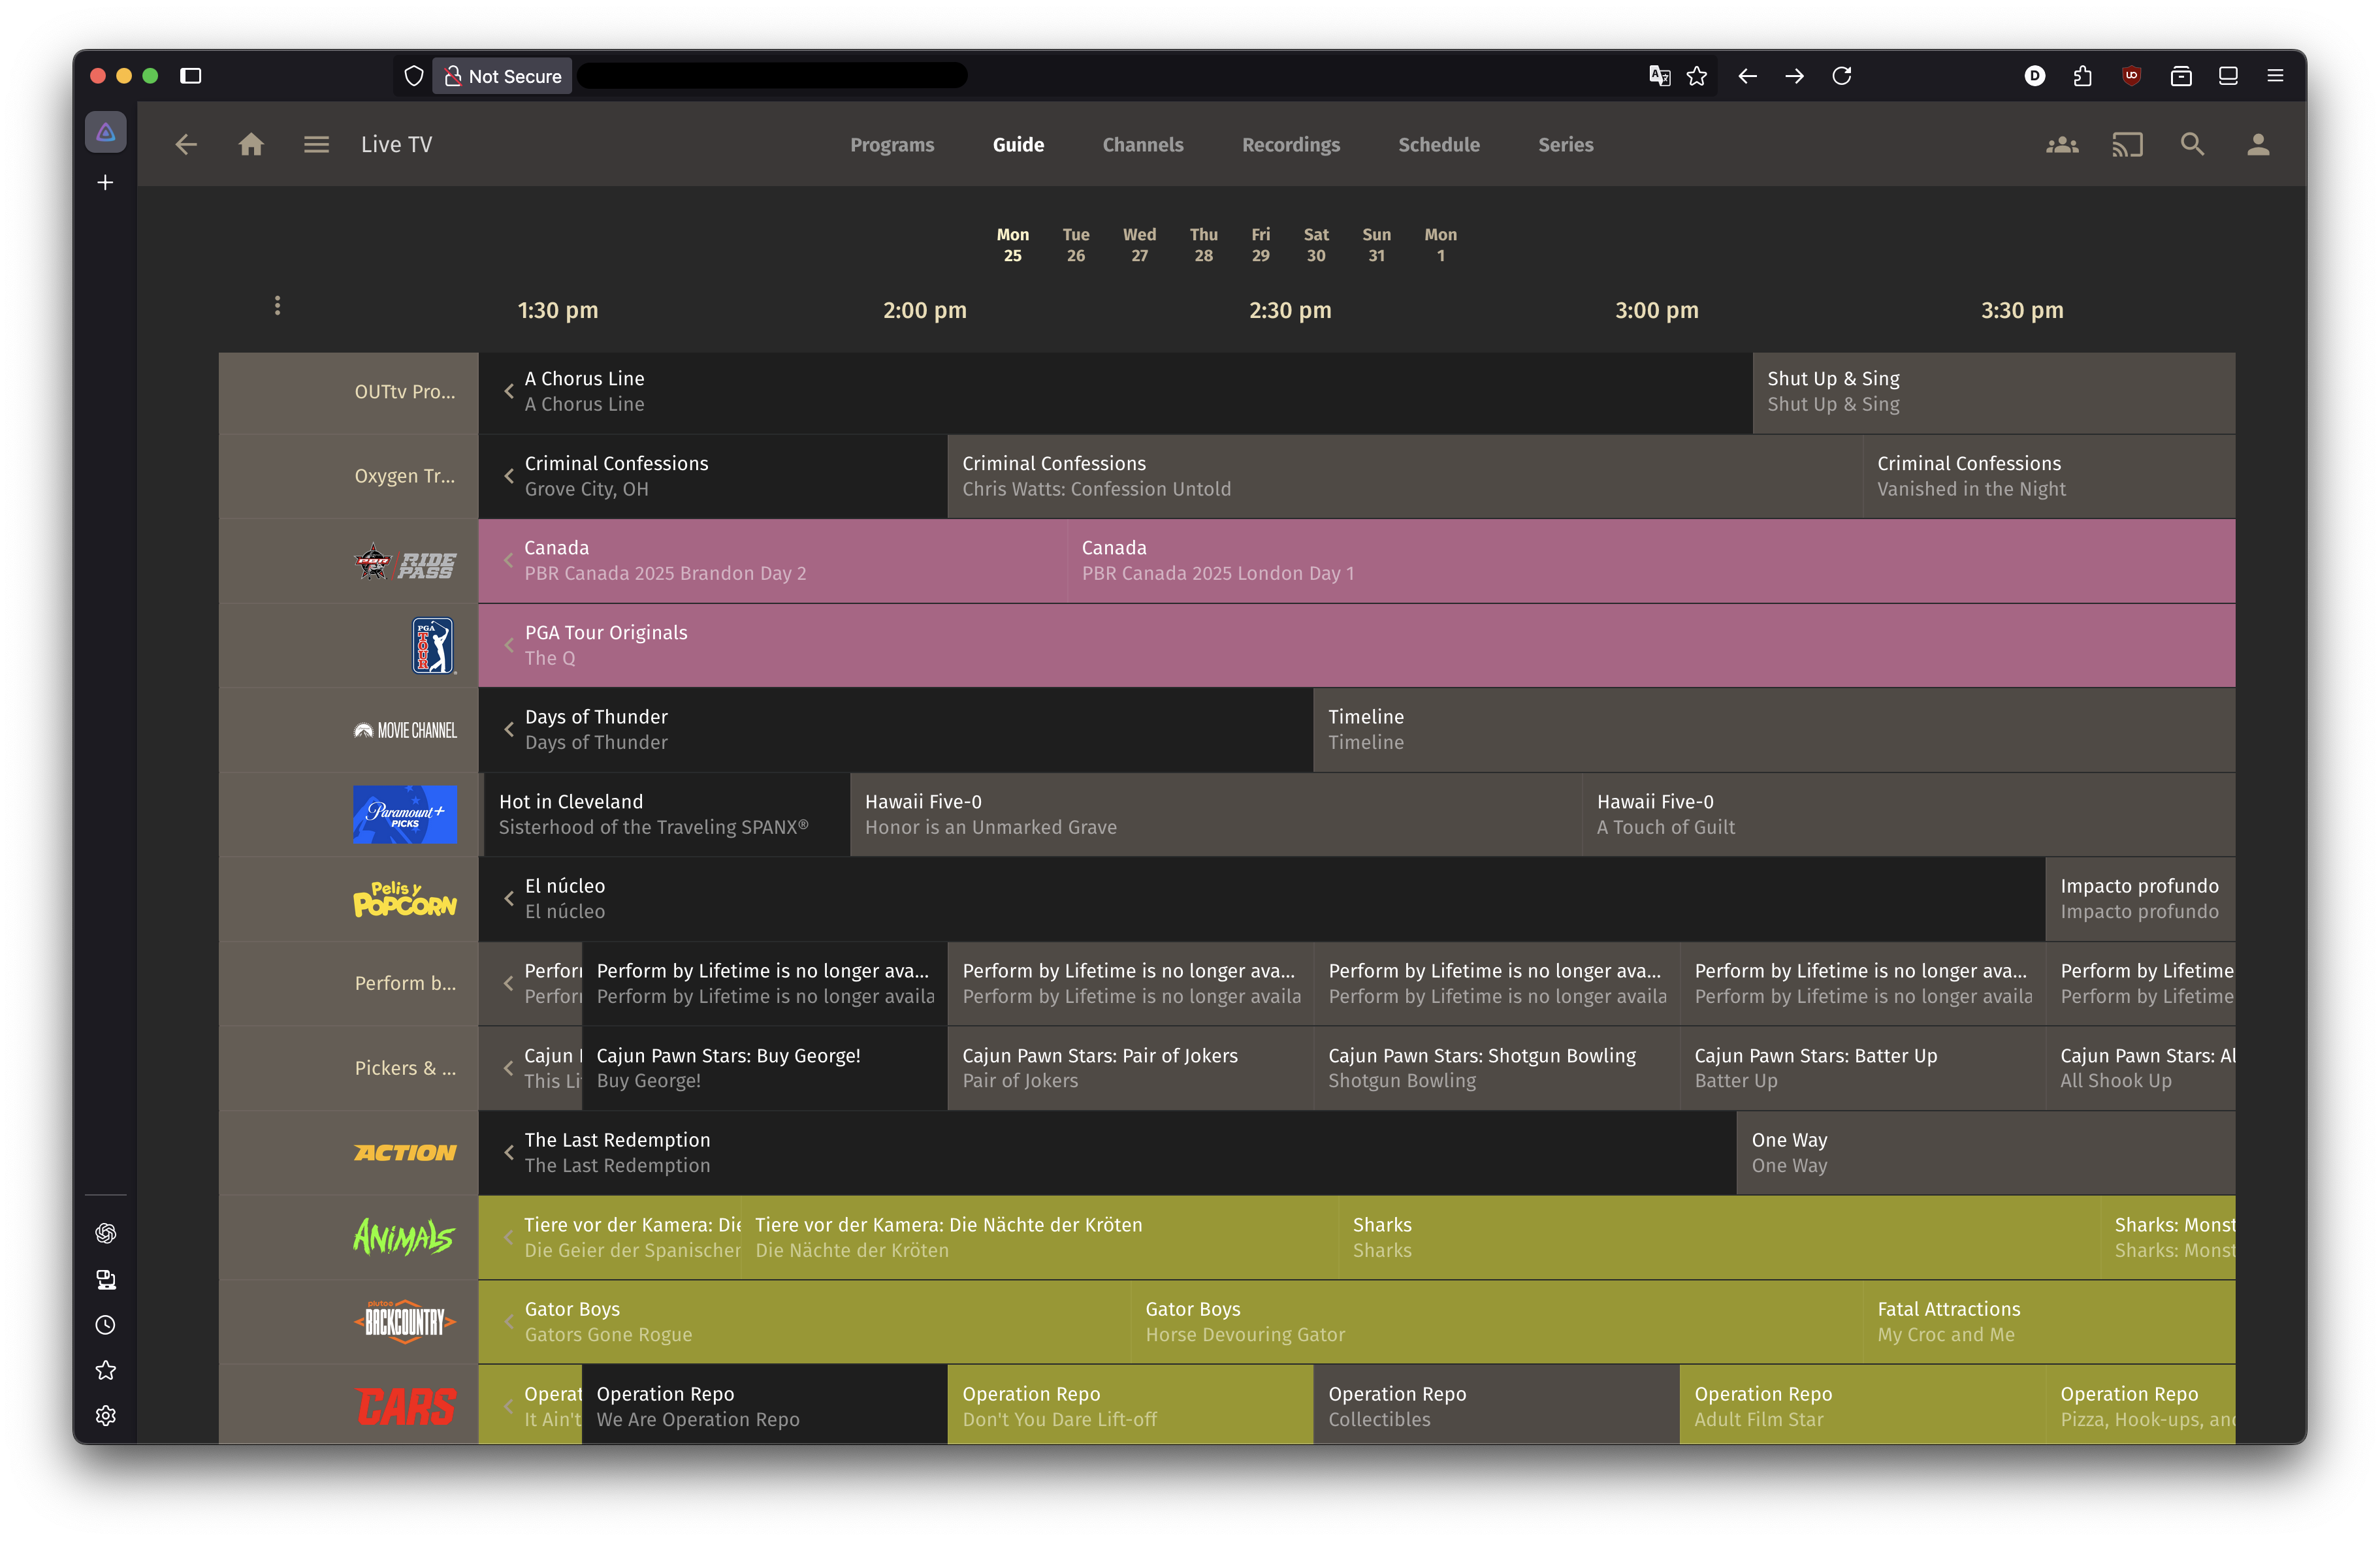 Not Secure
Live TV
Programs
Guide
Channels
Recordings
Schedule
Series
Mon
25
Tue
26
Wed
27
Thu
28
Fri
29
Sat
30
Sun
31
Mon
1
1:30 pm
2:00 pm
2:30 pm
3:00 pm
3:30 pm
OUTtv Pro...
A Chorus Line
A Chorus Line
Shut Up & Sing
Shut Up & Sing
Oxygen Tr...
Criminal Confessions
Grove City, OH
Criminal Confessions
Chris Watts: Confession Untold
Criminal Confessions
Vanished in the Night
PBR
RIDE
PASS
Canada
PBR Canada 2025 Brandon Day 2
Canada
PBR Canada 2025 London Day 1
PGA
TOUR
PGA Tour Originals
The Q
MOVIE CHANNEL
Days of Thunder
Days of Thunder
Timeline
Timeline
Paramount+
PICKS
Hot in Cleveland
Sisterhood of the Traveling SPANX®
Hawaii Five-0
Honor is an Unmarked Grave
Hawaii Five-0
A Touch of Guilt
Pelis y
POPCORN
El núcleo
El núcleo
Impacto profundo
Impacto profundo
Perform b...
Perfor
Perfor
Perform by Lifetime is no longer ava...
Perform by Lifetime is no longer availa
Perform by Lifetime is no longer ava...
Perform by Lifetime is no longer availa
Perform by Lifetime is no longer ava...
Perform by Lifetime is no longer availa
Perform by Lifetime is no longer ava...
Perform by Lifetime is no longer availa
Perform by Lifetime
Perform by Lifetime
Pickers & ...
Cajun
This Li
Cajun Pawn Stars: Buy George!
Buy George!
Cajun Pawn Stars: Pair of Jokers
Pair of Jokers
Cajun Pawn Stars: Shotgun Bowling
Shotgun Bowling
Cajun Pawn Stars: Batter Up
Batter Up
Cajun Pawn Stars: Al
All Shook Up
ACTION
The Last Redemption
The Last Redemption
One Way
One Way
ANiMALS
Tiere vor der Kamera: Die
Die Geier der Spanischen
Tiere vor der Kamera: Die Nächte der Kröten
Die Nächte der Kröten
Sharks
Sharks
Sharks: Monst
Sharks: Monst
pluto
BACKCOUNTRY
Gator Boys
Gators Gone Rogue
Gator Boys
Horse Devouring Gator
Fatal Attractions
My Croc and Me
CARS
Operat
It Ain't
Operation Repo
We Are Operation Repo
Operation Repo
Don't You Dare Lift-off
Operation Repo
Collectibles
Operation Repo
Adult Film Star
Operation Repo
Pizza, Hook-ups, and